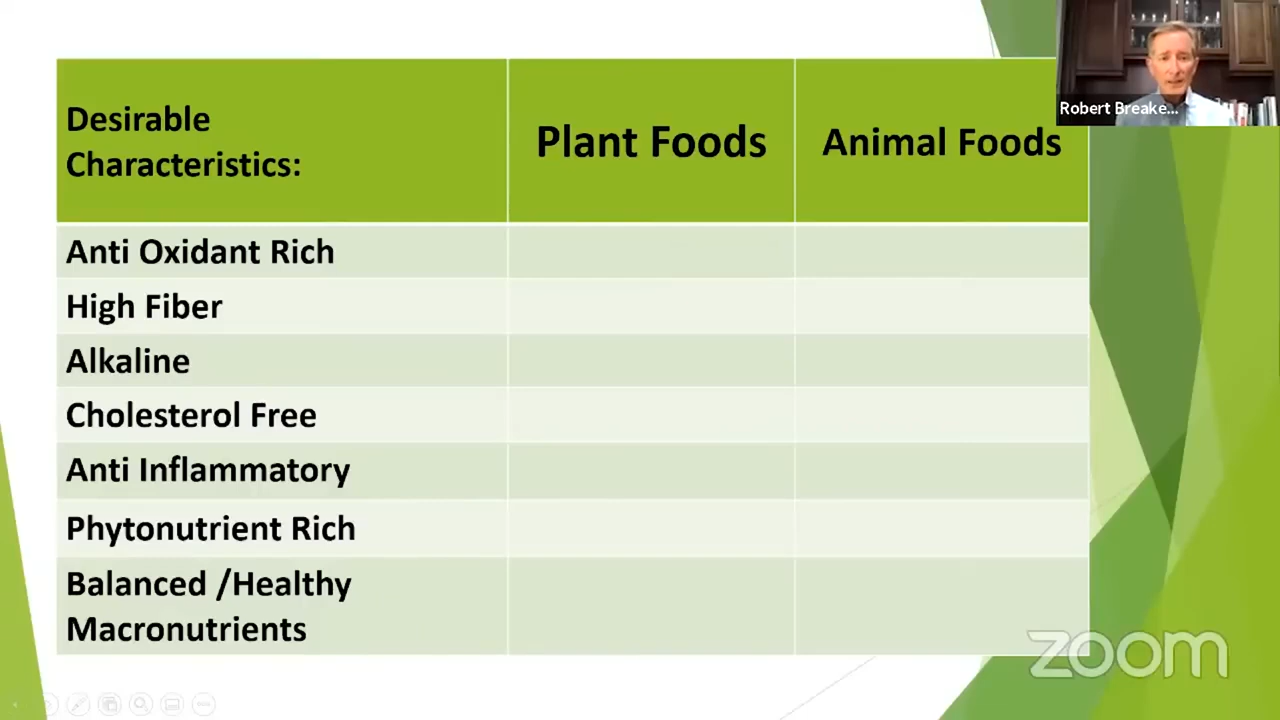 Desirable
Characteristics:
Plant Foods
Animal Foods
Anti Oxidant Rich
High Fiber
Alkaline
Cholesterol Free
Anti Inflammatory
Phytonutrient Rich
Balanced /Healthy
Macronutrients
Robert Breake...
zoom